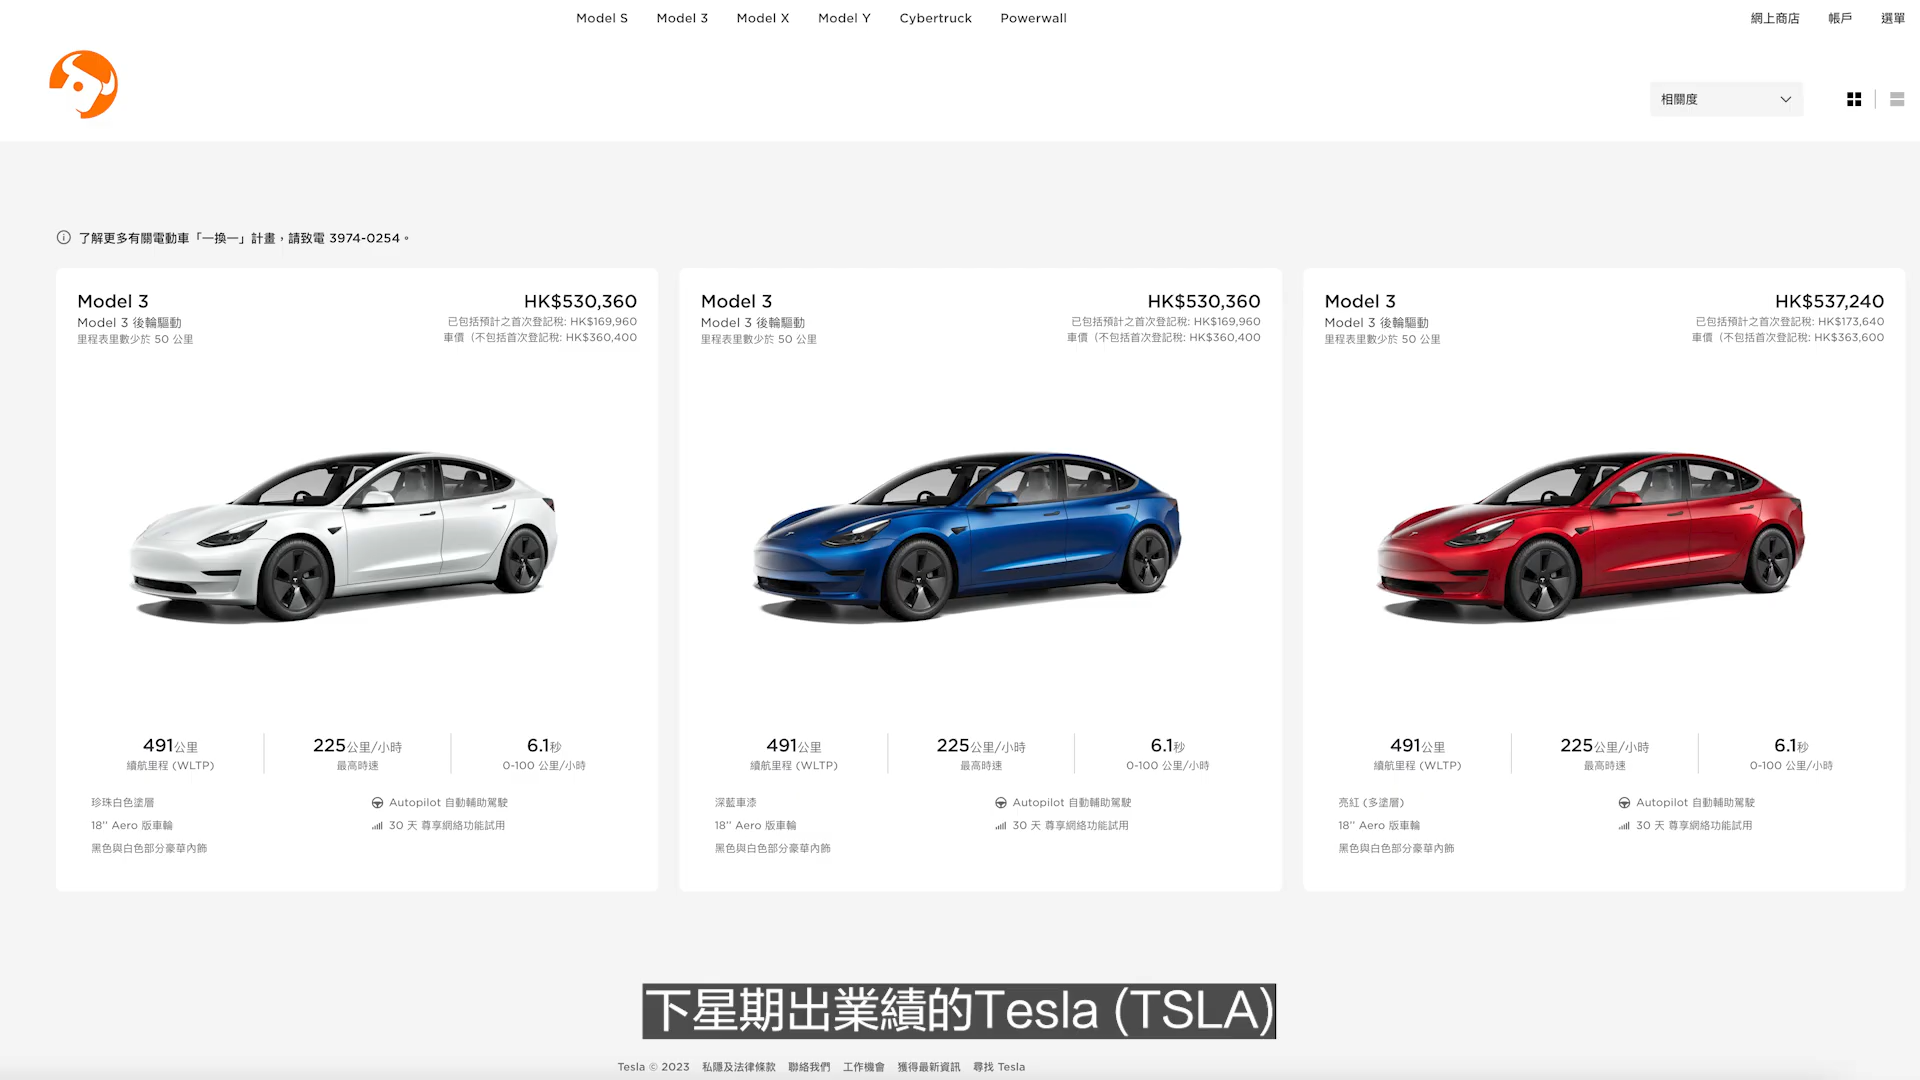 Model S Model 3 Model X Model Y Cybertruck Powerwall
網上商店 帳戶 選單
相關度
了解更多有關電動車「一換一」計畫，請致電 3974-0254。
Model 3
HK$530,360
Model 3 後輪驅動
已包括預計之首次登記稅: HK$169,960
里程表里數少於 50 公里
車價（不包括首次登記稅: HK$360,400
491公里
續航里程 (WLTP)
225公里/小時
最高時速
6.1秒
0-100 公里/小時
珍珠白色塗層
18’’ Aero 版車輪
黑色與白色部分豪華內飾
Autopilot 自動輔助駕駛
30 天 尊享網絡功能試用
Model 3
HK$530,360
Model 3 後輪驅動
已包括預計之首次登記稅: HK$169,960
里程表里數少於 50 公里
車價（不包括首次登記稅: HK$360,400
491公里
續航里程 (WLTP)
225公里/小時
最高時速
6.1秒
0-100 公里/小時
深藍車漆
18’’ Aero 版車輪
黑色與白色部分豪華內飾
Autopilot 自動輔助駕駛
30 天 尊享網絡功能試用
Model 3
HK$537,240
Model 3 後輪驅動
已包括預計之首次登記稅: HK$173,640
里程表里數少於 50 公里
車價（不包括首次登記稅: HK$363,600
491公里
續航里程 (WLTP)
225公里/小時
最高時速
6.1秒
0-100 公里/小時
亮紅 (多塗層)
18’’ Aero 版車輪
黑色與白色部分豪華內飾
Autopilot 自動輔助駕駛
30 天 尊享網絡功能試用
下星期出業績的Tesla (TSLA)
Tesla © 2023 私隱及法律條款 聯絡我們 工作機會 獲得最新資訊 尋找 Tesla